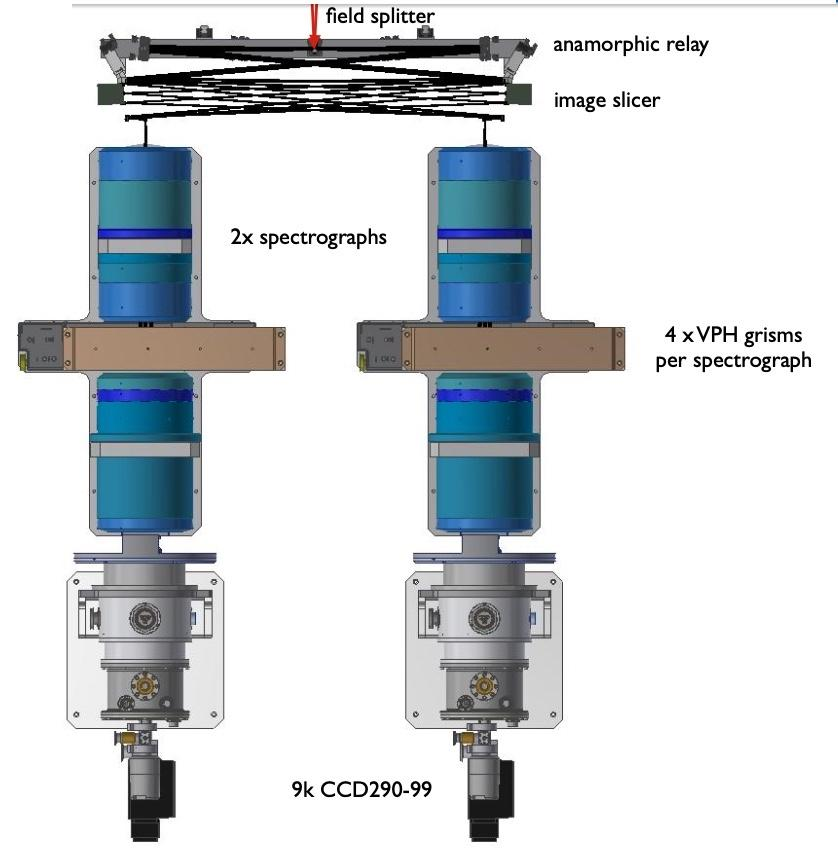 field splitter
anamorphic relay
image slicer
2x spectrographs
4 x VPH grisms
per spectrograph
9k CCD290-99